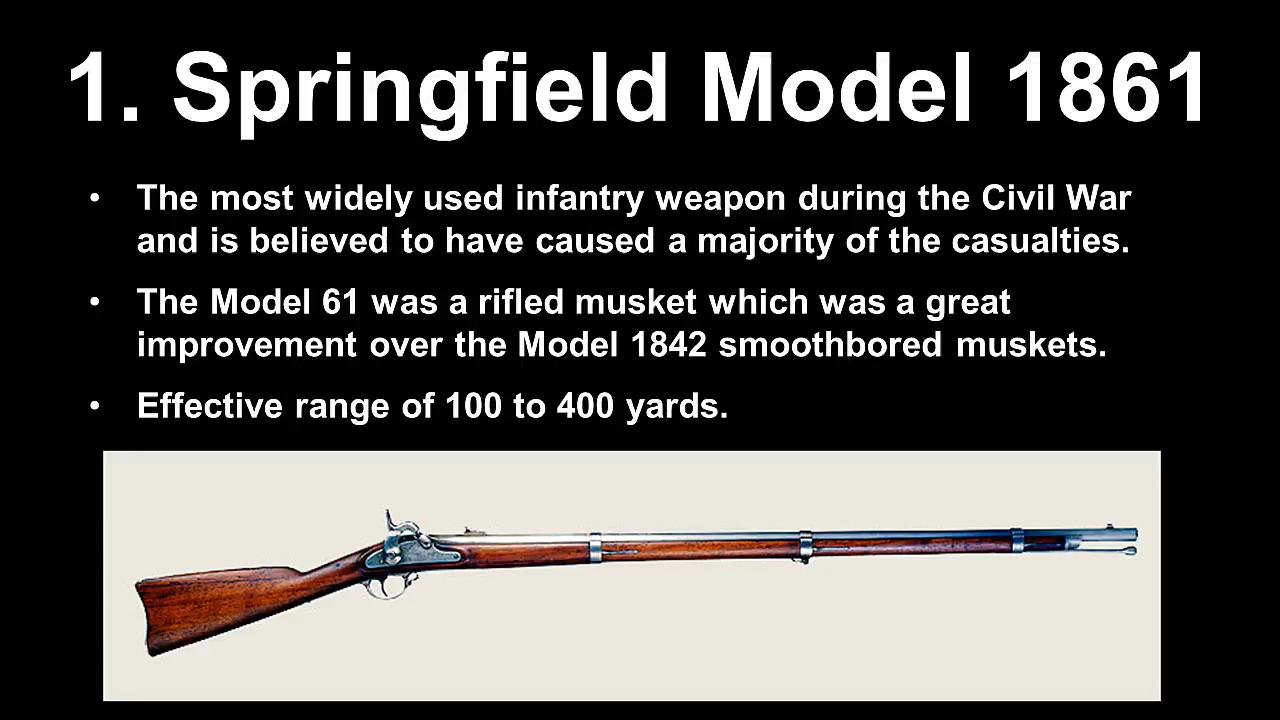 1. Springfield Model 1861
• The most widely used infantry weapon during the Civil War
and is believed to have caused a majority of the casualties.
• The Model 61 was a rifled musket which was a great
improvement over the Model 1842 smoothbored muskets.
• Effective range of 100 to 400 yards.